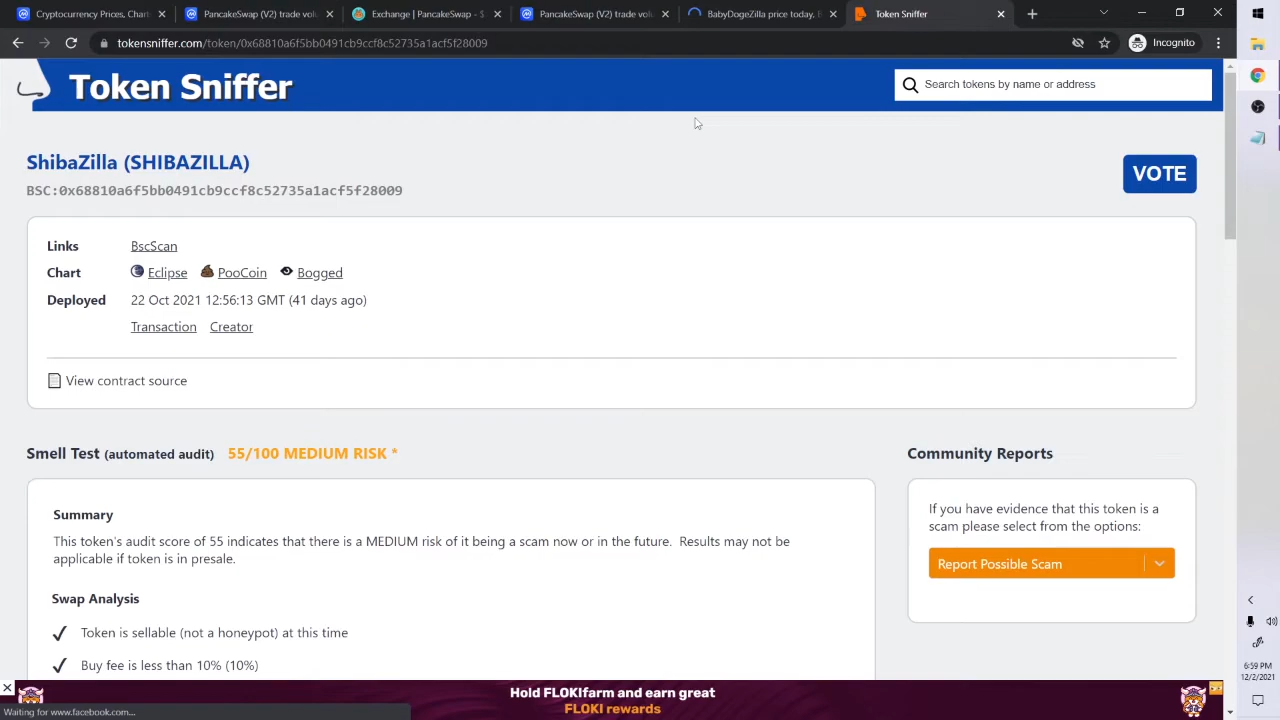 Cryptocurrency Prices, Chart
PancakeSwap (V2) trade volu
Exchange | PancakeSwap - $
PancakeSwap (V2) trade volu
BabyDogeZilla price today, B
Token Sniffer
tokensniffer.com/token/0x68810a6f5bb0491cb9ccf8c52735a1acf5f28009
Incognito
Token Sniffer
Search tokens by name or address
ShibaZilla (SHIBAZILLA)
BSC:0x68810a6f5bb0491cb9ccf8c52735a1acf5f28009
VOTE
Links BscScan
Chart Eclipse PooCoin Bogged
Deployed 22 Oct 2021 12:56:13 GMT (41 days ago)
Transaction Creator
View contract source
Smell Test (automated audit) 55/100 MEDIUM RISK *
Community Reports
Summary
This token's audit score of 55 indicates that there is a MEDIUM risk of it being a scam now or in the future. Results may not be
applicable if token is in presale.
If you have evidence that this token is a
scam please select from the options:
Report Possible Scam
Swap Analysis
Token is sellable (not a honeypot) at this time
Buy fee is less than 10% (10%)
Hold FLOKIfarm and earn great
FLOKI rewards
Waiting for www.facebook.com...
6:59 PM
12/2/2021